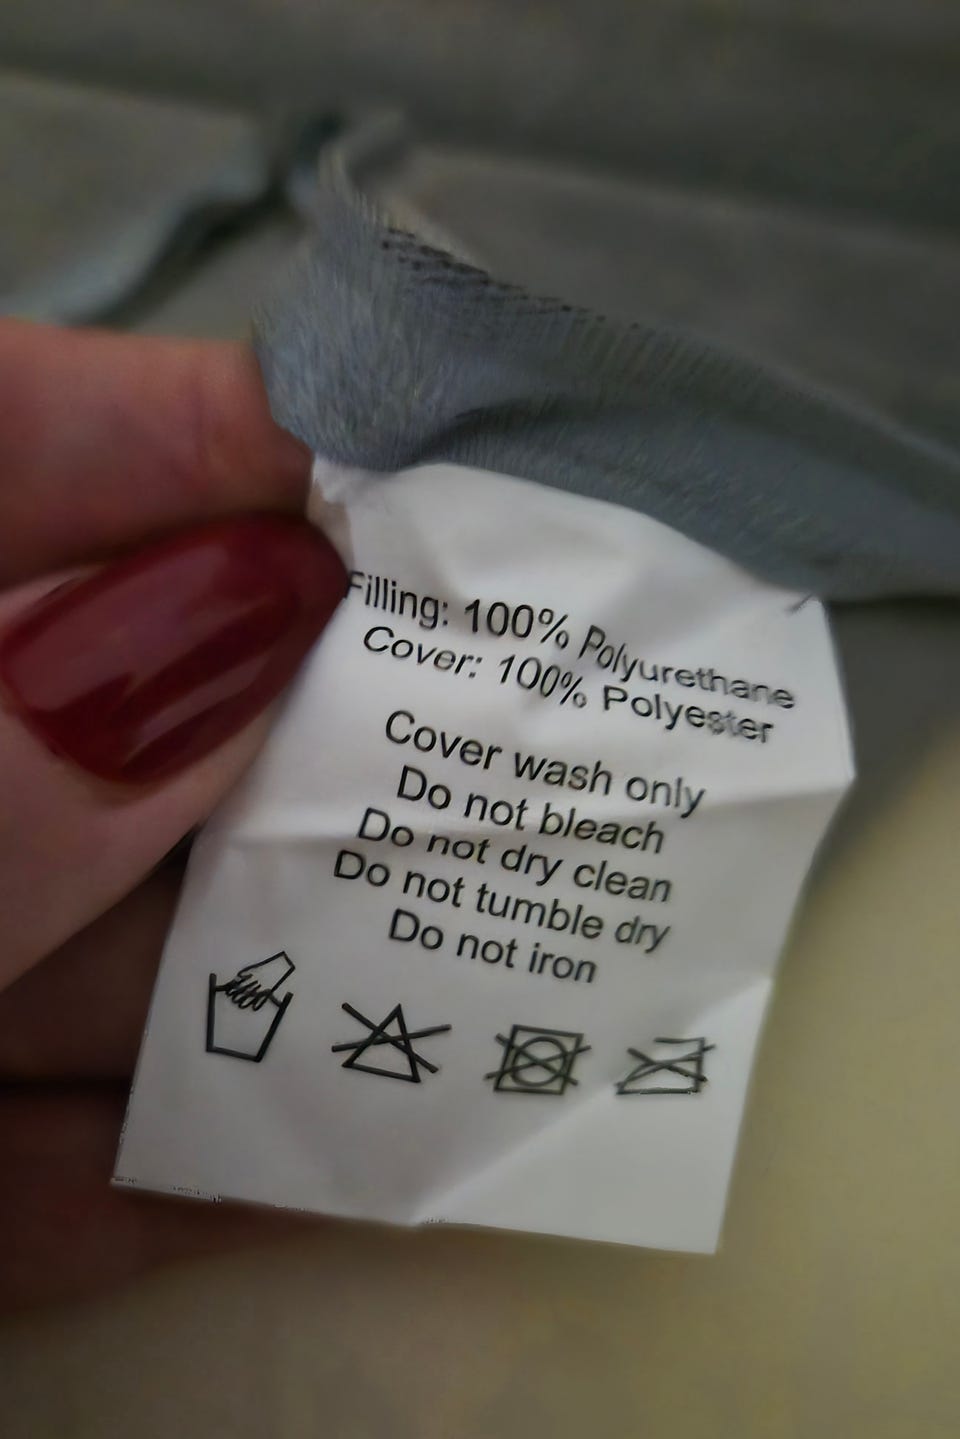 Filling: 100% Polyurethane
Cover: 100% Polyester
Cover wash only
Do not bleach
Do not dry clean
Do not tumble dry
Do not iron